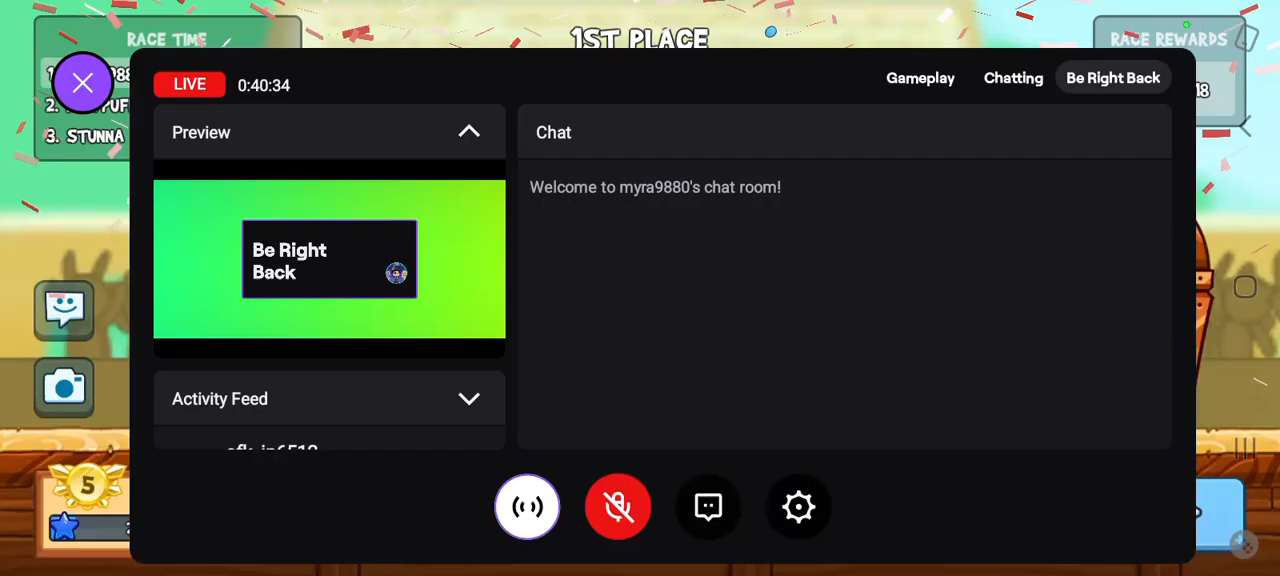 RACE TIME
1ST PLACE
RACE REWARDS
LIVE
0:40:34
Gameplay
Chatting
Be Right Back
2.
3. STUNNA
Preview
Chat
Welcome to myra9880's chat room!
Be Right
Back
Activity Feed
5